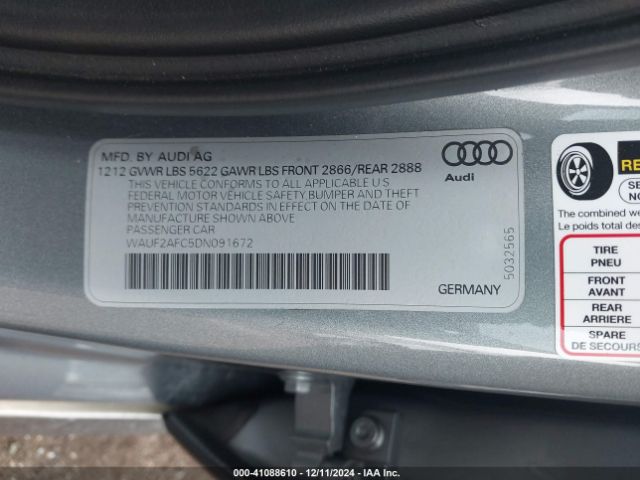 MFD. BY AUDI AG
1212 GVWR LBS 5622 GAWR LBS FRONT 2866/REAR 2888
THIS VEHICLE CONFORMS TO ALL APPLICABLE U S
FEDERAL MOTOR VEHICLE SAFETY BUMPER AND THEFT
PREVENTION STANDARDS IN EFFECT ON THE DATE OF
MANUFACTURE SHOWN ABOVE
PASSENGER CAR
WAUF2AFC5DN091672
Audi
5032565
GERMANY
The combined
Le poids total
TIRE
PNEU
FRONT
AVANT
REAR
ARRIERE
SPARE
DE SECOURS
000-41088610 - 12/11/2024 - IAA Inc.